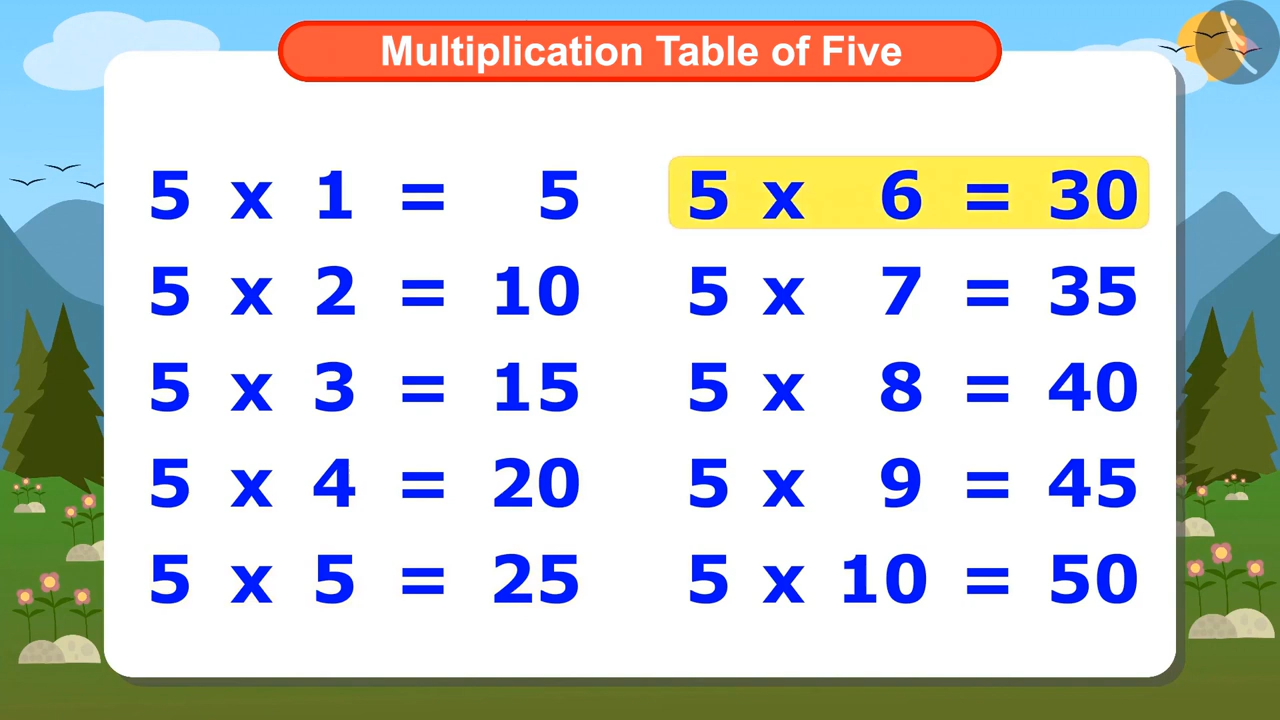 Multiplication Table of Five
5 x 1 = 5
5 x 2 = 10
5 x 3 = 15
5 x 4 = 20
5 x 5 = 25
5 x 6 = 30
5 x 7 = 35
5 x 8 = 40
5 x 9 = 45
5 x 10 = 50